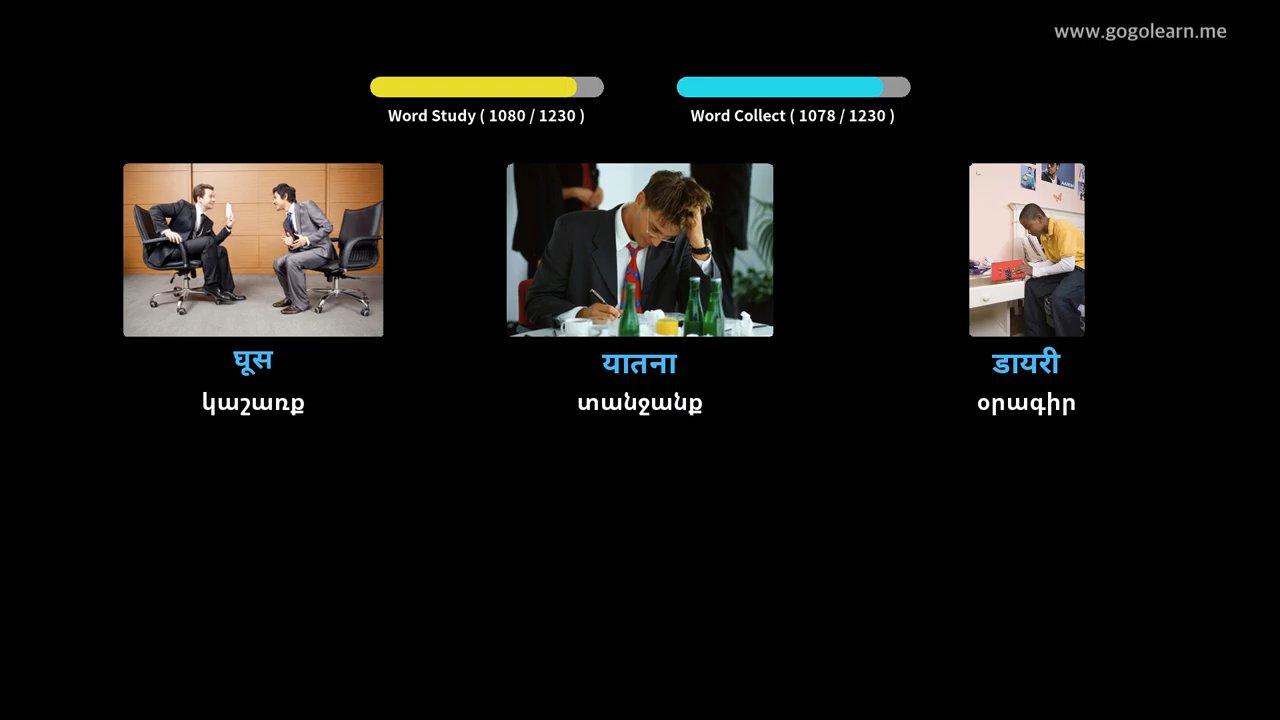 www.gogolearn.me
Word Study ( 1080 / 1230 )
Word Collect ( 1078 / 1230 )
घूस
यातना
डायरी
կաշառք
տանջանք
օրագիր